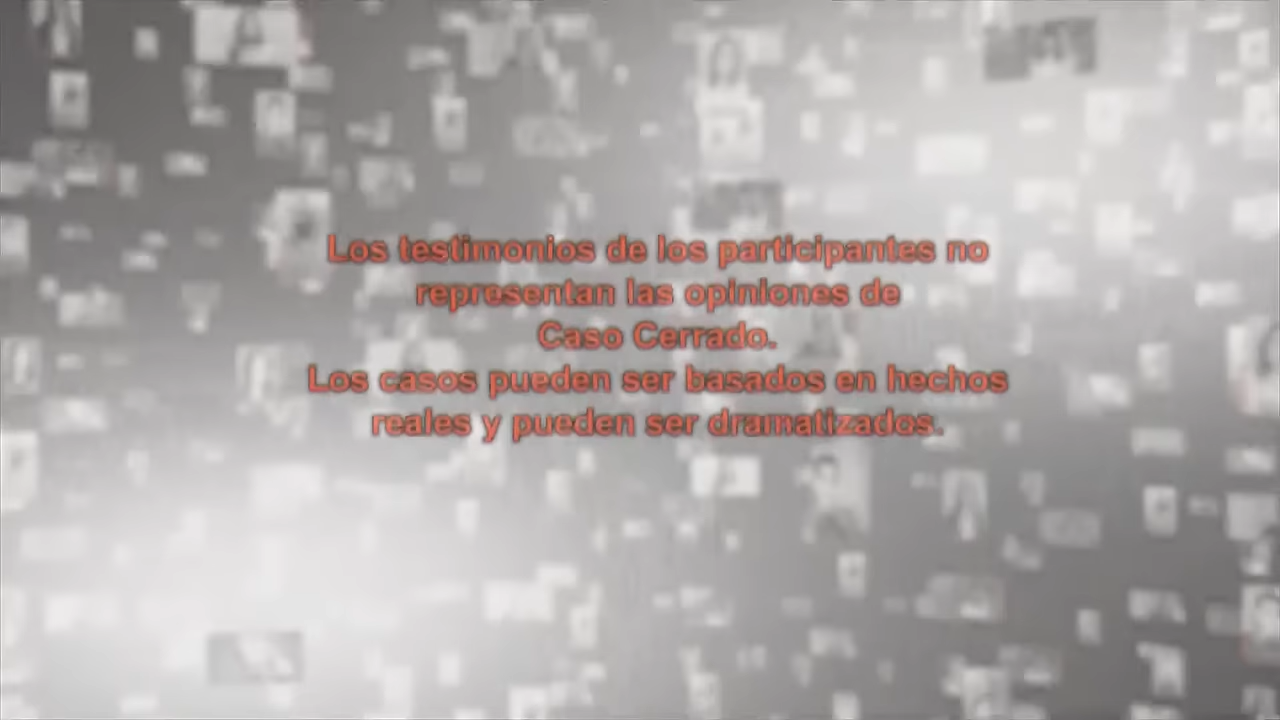 Los testimonios de los participantes no
representan las opiniones de
Caso Cerrado.
Los casos pueden ser basados en hechos
reales y pueden ser dramatizados.